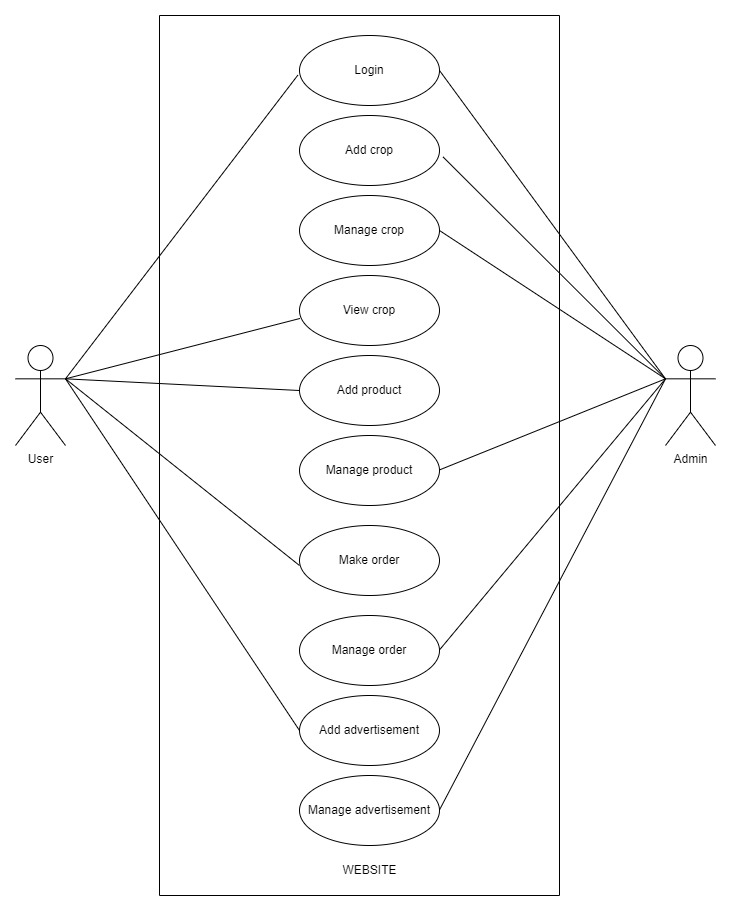 Login
Add crop
Manage crop
View crop
Add product
User
Admin
Manage product
Make order
Manage order
Add advertisement
Manage advertisement
WEBSITE